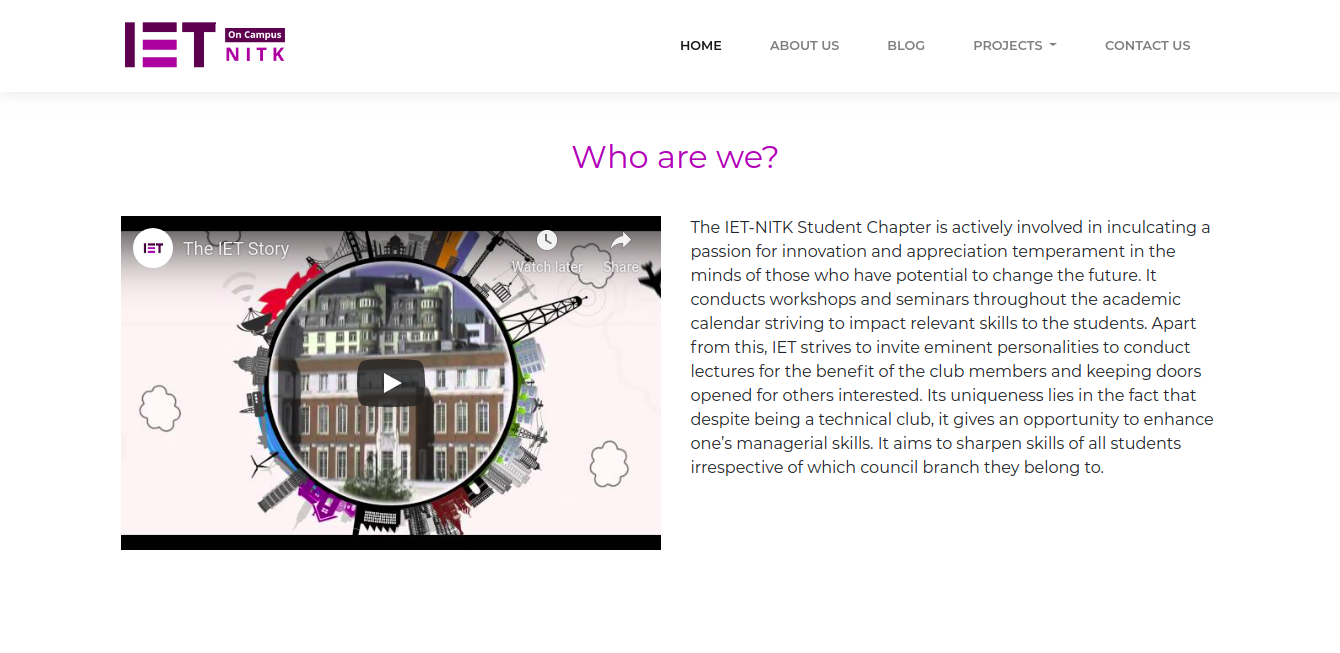 IET On Campus
NITK
HOME ABOUT US BLOG PROJECTS CONTACT US
Who are we?
IET The IET Story
Watch later Share
The IET-NITK Student Chapter is actively involved in inculcating a
passion for innovation and appreciation temperament in the
minds of those who have potential to change the future. It
conducts workshops and seminars throughout the academic
calendar striving to impact relevant skills to the students. Apart
from this, IET strives to invite eminent personalities to conduct
lectures for the benefit of the club members and keeping doors
opened for others interested. Its uniqueness lies in the fact that
despite being a technical club, it gives an opportunity to enhance
one’s managerial skills. It aims to sharpen skills of all students
irrespective of which council branch they belong to.